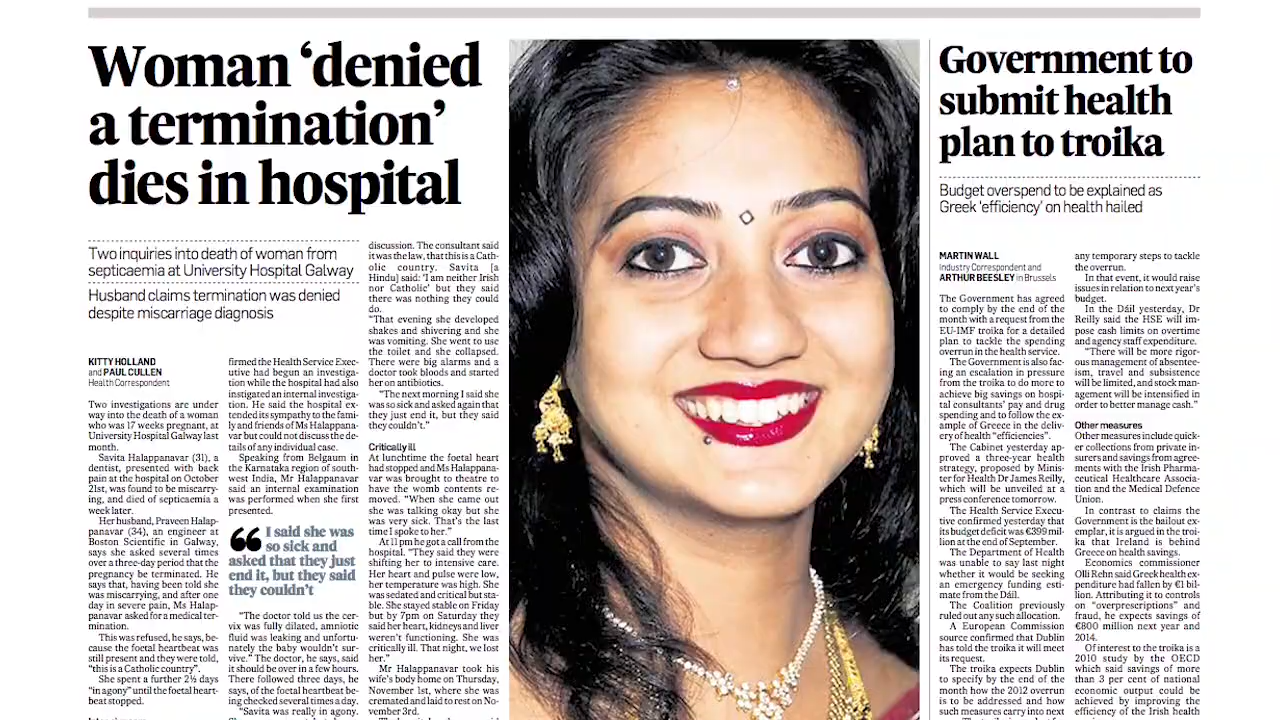 Woman ‘denied
a termination’
dies in hospital
Two inquiries into death of woman from
septicaemia at University Hospital Galway
Husband claims termination was denied
despite miscarriage diagnosis
KITTY HOLLAND
and PAUL CULLEN
Health Correspondent
Two investigations are under
way into the death of a woman
who was 17 weeks pregnant, at
University Hospital Galway last
month.
Savita Halappanavar (31), a
dentist, presented with back
pain at the hospital on October
21st, was found to be miscarry-
ing, and died of septicaemia a
week later.
Her husband, Praveen Halap-
panavar (34), an engineer at
Boston Scientific in Galway,
says she asked several times
over a three-day period that the
pregnancy be terminated. He
says that, having been told she
was miscarrying, and after one
day in severe pain, Ms Halap-
panavar asked for a medical ter-
mination.
This was refused, he says, be-
cause the foetal heartbeat was
still present and they were told,
“this is a Catholic country”.
She spent a further 2½ days
“in agony” until the foetal heart-
beat stopped.
firmed the Health Service Exec-
utive had begun an investiga-
tion while the hospital had also
instigated an internal investiga-
tion. He said the hospital ex-
tended its sympathy to the fami-
ly and friends of Ms Halappana-
var but could not discuss the de-
tails of any individual case.
Speaking from Belgaum in
the Karnataka region of south-
west India, Mr Halappanavar
said an internal examination
was performed when she first
presented.
“I said she was
so sick and
asked that they just
end it, but they said
they couldn’t
“The doctor told us the cer-
vix was fully dilated, amniotic
fluid was leaking and unfortu-
nately the baby wouldn’t sur-
vive.” The doctor, he says, said
it should be over in a few hours.
There followed three days, he
says, of the foetal heartbeat be-
ing checked several times a day.
“Savita was really in agony.
discussion. The consultant said
it was the law, that this is a Cath-
olic country. Savita [a
Hindu] said: ‘I am neither Irish
nor Catholic’ but they said
there was nothing they could
do.
“That evening she developed
shakes and shivering and she
was vomiting. She went to use
the toilet and she collapsed.
There were big alarms and a
doctor took bloods and started
her on antibiotics.
“The next morning I said she
was so sick and asked again that
they just end it, but they said
they couldn’t.”
Critically ill
At lunchtime the foetal heart
had stopped and Ms Halappana-
var was brought to theatre to
have the womb contents re-
moved. “When she came out
she was talking okay but she
was very sick. That’s the last
time I spoke to her.”
At 11 pm he got a call from the
hospital. “They said they were
shifting her to intensive care.
Her heart and pulse were low,
her temperature was high. She
was sedated and critical but sta-
ble. She stayed stable on Friday
but by 7pm on Saturday they
said her heart, kidneys and liver
weren’t functioning. She was
critically ill. That night, we lost
her.”
Mr Halappanavar took his
wife’s body home on Thursday,
November 1st, where she was
cremated and laid to rest on No-
vember 3rd.
Government to
submit health
plan to troika
Budget overspend to be explained as
Greek ‘efficiency’ on health hailed
MARTIN WALL
Industry Correspondent and
ARTHUR BEESLEY in Brussels
The Government has agreed
to comply by the end of the
month with a request from the
EU-IMF troika for a detailed
plan to tackle the spending
overrun in the health service.
The Government is also fac-
ing an escalation in pressure
from the troika to do more to
achieve big savings on hospi-
tal consultants’ pay and drug
spending and to follow the ex-
ample of Greece in the deliv-
ery of health “efficiencies”.
The Cabinet yesterday ap-
proved a three-year health
strategy, proposed by Minis-
ter for Health Dr James Reilly,
which will be unveiled at a
press conference tomorrow.
The Health Service Execu-
tive confirmed yesterday that
its budget deficit was €399 mil-
lion at the end of September.
The Department of Health
was unable to say last night
whether it would be seeking
an emergency funding esti-
mate from the Dáil.
The Coalition previously
ruled out any such allocation.
A European Commission
source confirmed that Dublin
has told the troika it will meet
its request.
The troika expects Dublin
to specify by the end of the
month how the 2012 overrun
is to be addressed and how
such measures carry into next
any temporary steps to tackle
the overrun.
In that event, it would raise
issues in relation to next year’s
budget.
In the Dáil yesterday, Dr
Reilly said the HSE will im-
pose cash limits on overtime
and agency staff expenditure.
“There will be more rigor-
ous management of absentee-
ism, travel and subsistence
will be limited, and stock man-
agement will be intensified in
order to better manage cash.”
Other measures
Other measures include quick-
er collections from private in-
surers and savings from agree-
ments with the Irish Pharma-
ceutical Healthcare Associa-
tion and the Medical Defence
Union.
In contrast to claims the
Government is the bailout ex-
emplar, it is argued in the troi-
ka that Ireland is behind
Greece on health savings.
Economics commissioner
Olli Rehn said Greek health ex-
penditure had fallen by €1 bil-
lion. Attributing it to controls
on “overprescriptions” and
fraud, he expects savings of
€800 million next year and
2014.
Of interest to the troika is a
2010 study by the OECD
which said savings of more
than 3 per cent of national
economic output could be
achieved by improving the
efficiency of the Irish health